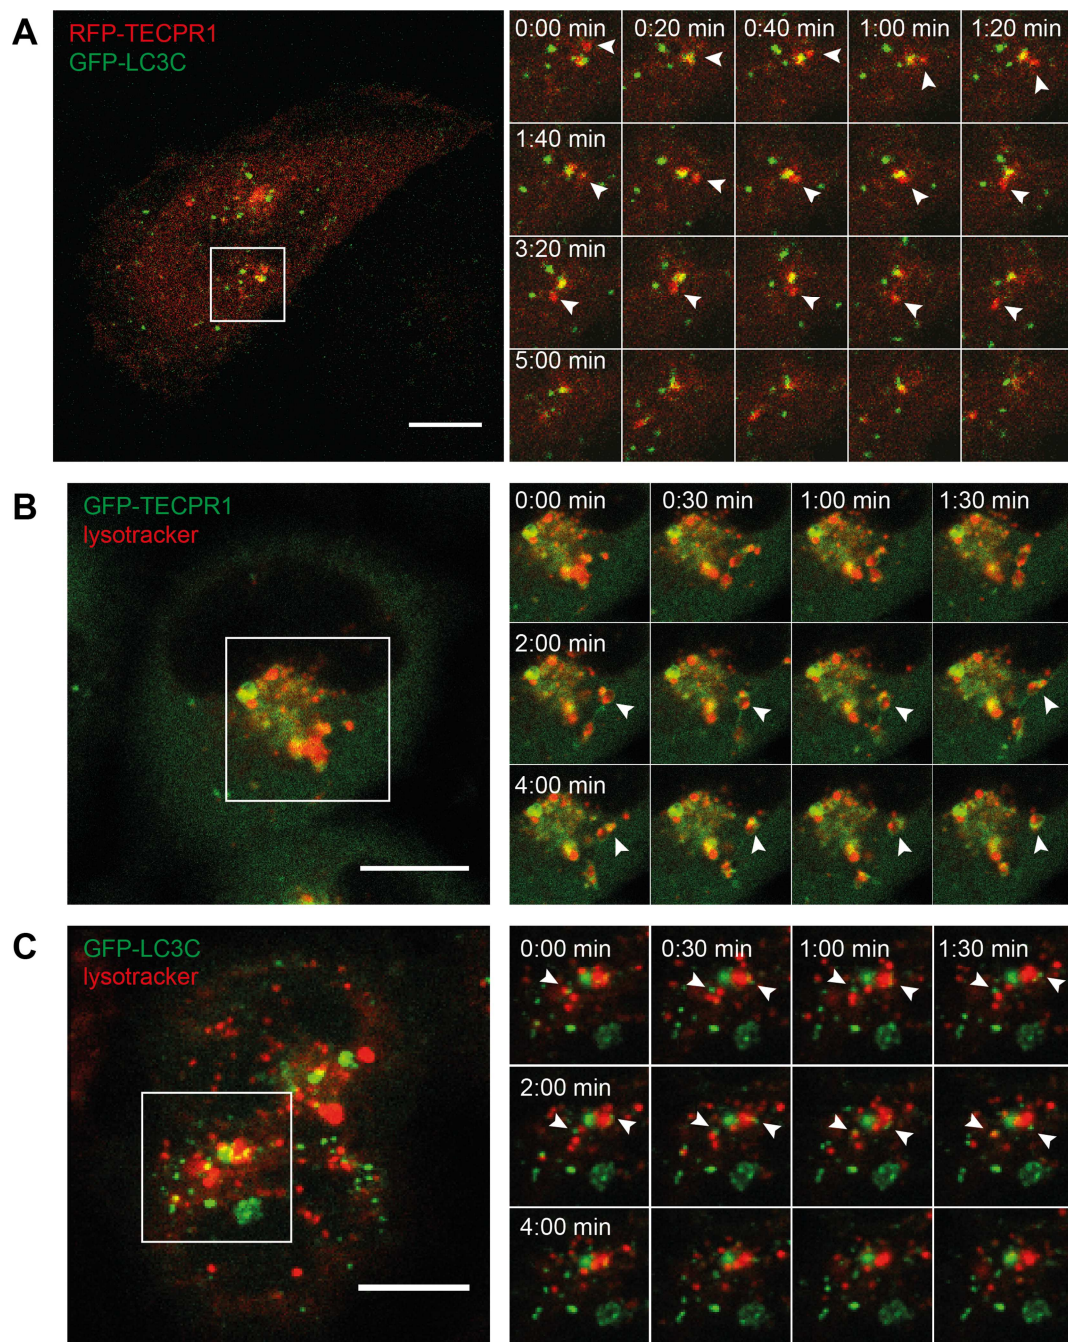 A
RFP-TECPR1
GFP-LC3C
0:00 min
0:20 min
0:40 min
1:00 min
1:20 min
1:40 min
3:20 min
5:00 min
B
GFP-TECPR1
lysotracker
0:00 min
0:30 min
1:00 min
1:30 min
2:00 min
4:00 min
C
GFP-LC3C
lysotracker
0:00 min
0:30 min
1:00 min
1:30 min
2:00 min
4:00 min